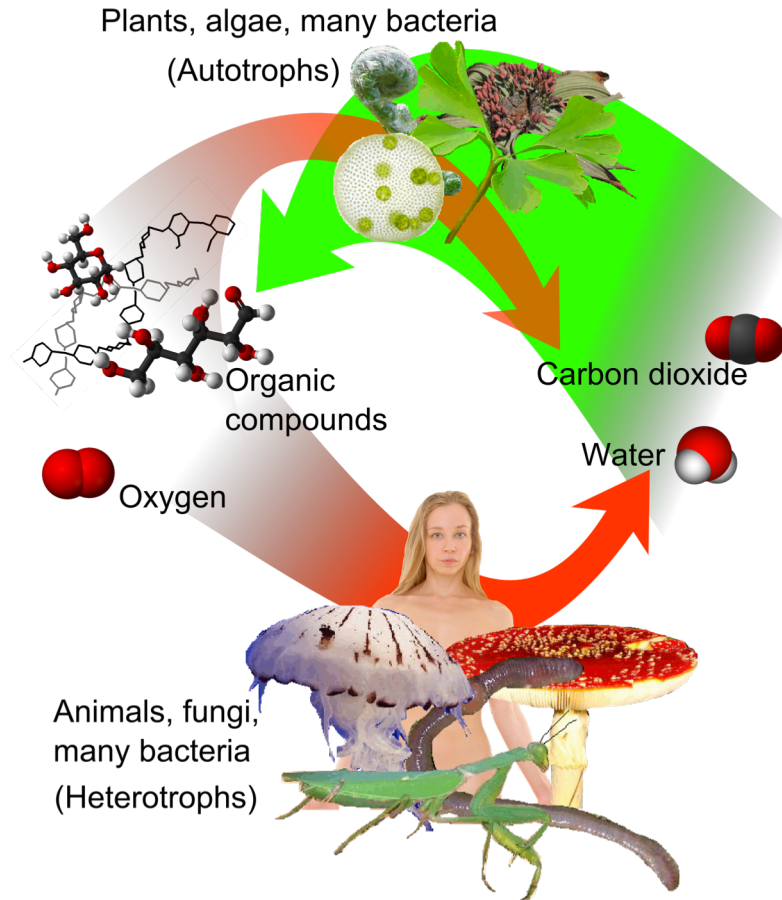 Plants, algae, many bacteria
(Autotrophs)
Carbon dioxide
Organic
compounds
Water
Oxygen
Animals, fungi,
many bacteria
(Heterotrophs)